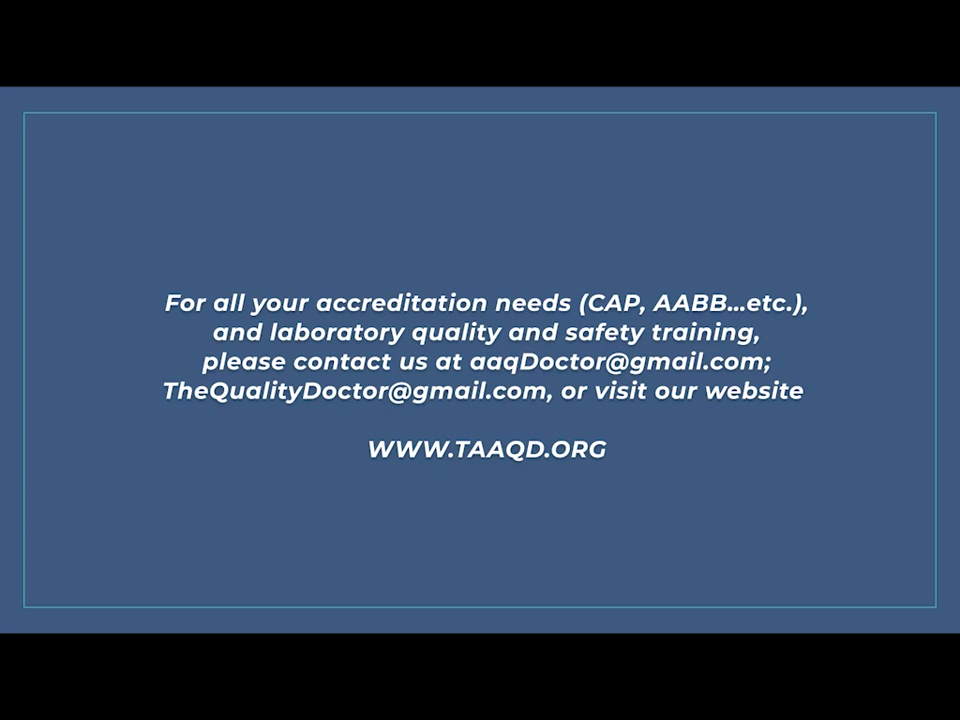 For all your accreditation needs (CAP, AABB...etc.),
and laboratory quality and safety training,
please contact us at aaqDoctor@gmail.com;
TheQualityDoctor@gmail.com, or visit our website
WWW.TAAQD.ORG